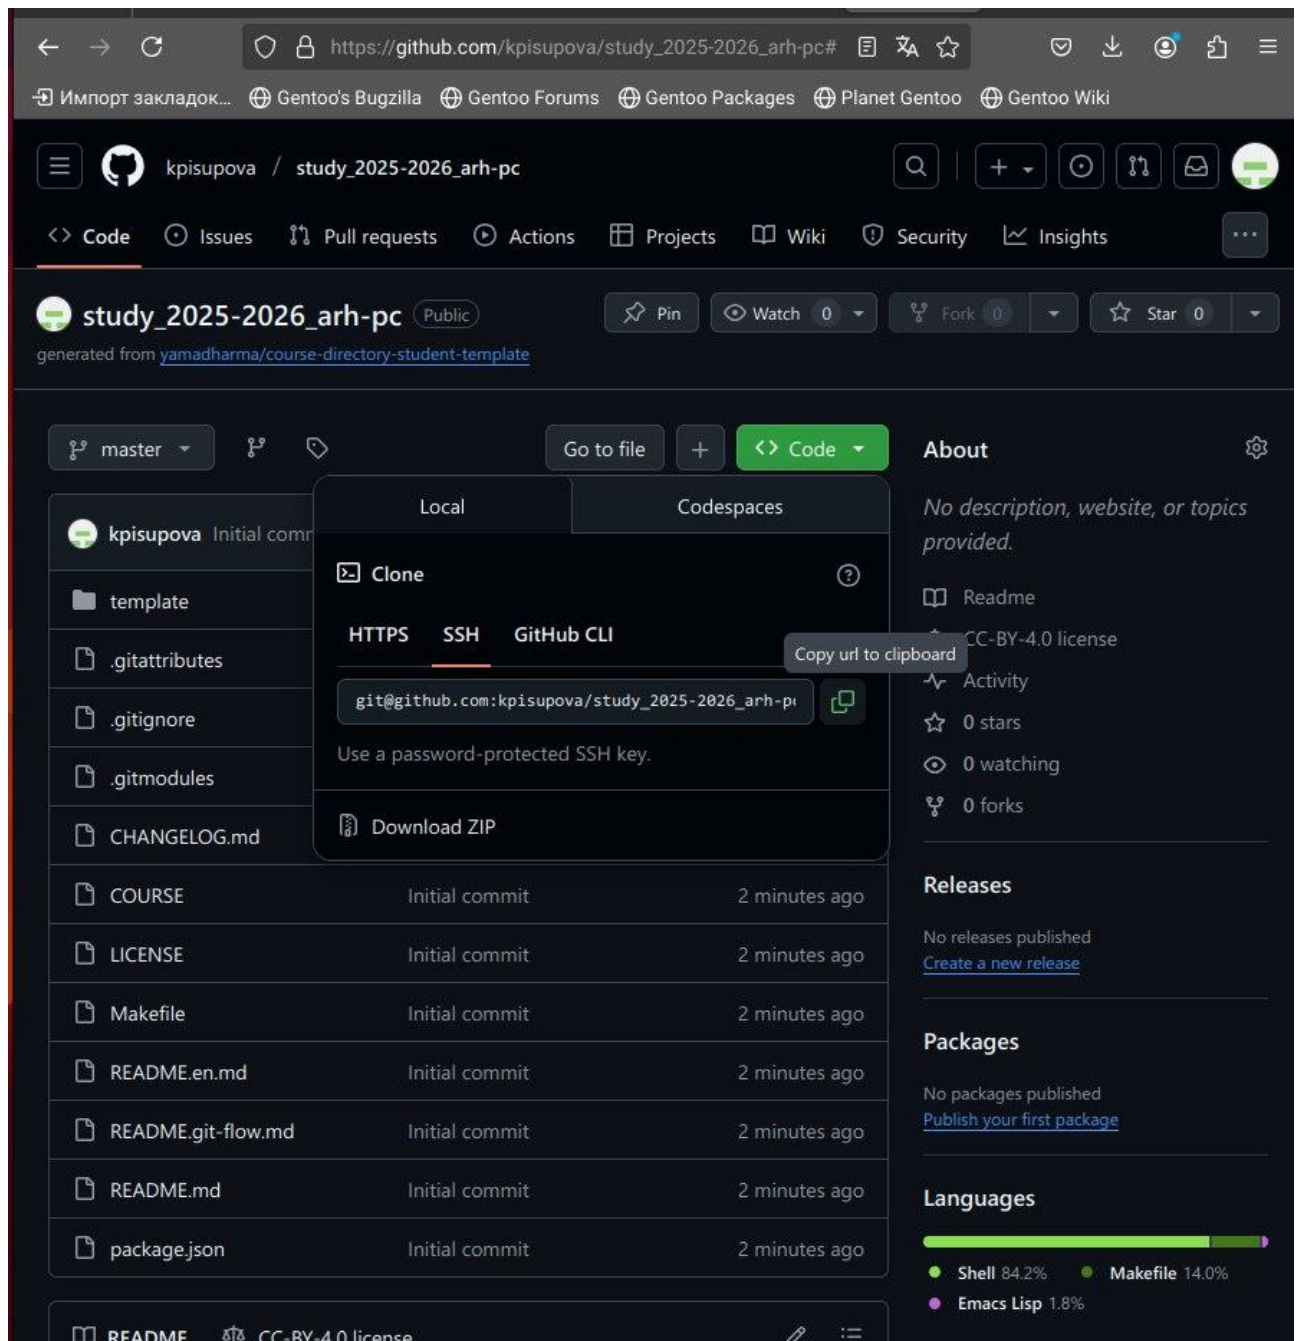 https://github.com/kpisupova/study_2025-2026_arh-pc#
Импорт закладок... Gentoo's Bugzilla Gentoo Forums Gentoo Packages Planet Gentoo Gentoo Wiki
kpisupova / study_2025-2026_arh-pc
Code Issues Pull requests Actions Projects Wiki Security Insights
study_2025-2026_arh-pc Public Pin Watch 0 Fork 0 Star 0
generated from yamadharma/course-directory-student-template
master Go to file Code
Local Codespaces
Clone
HTTPS SSH GitHub CLI
Copy url to clipboard
git@github.com:kpisupova/study_2025-2026_arh-p
Use a password-protected SSH key.
Download ZIP
kpisupova Initial com
template
.gitattributes
.gitignore
.gitmodules
CHANGELOG.md
COURSE Initial commit 2 minutes ago
LICENSE Initial commit 2 minutes ago
Makefile Initial commit 2 minutes ago
README.en.md Initial commit 2 minutes ago
README.git-flow.md Initial commit 2 minutes ago
README.md Initial commit 2 minutes ago
package.json Initial commit 2 minutes ago
README CC-BY-4.0 license
About
No description, website, or topics
provided.
Readme
CC-BY-4.0 license
Activity
0 stars
0 watching
0 forks
Releases
No releases published
Create a new release
Packages
No packages published
Publish your first package
Languages
Shell 84.2% Makefile 14.0%
Emacs Lisp 1.8%